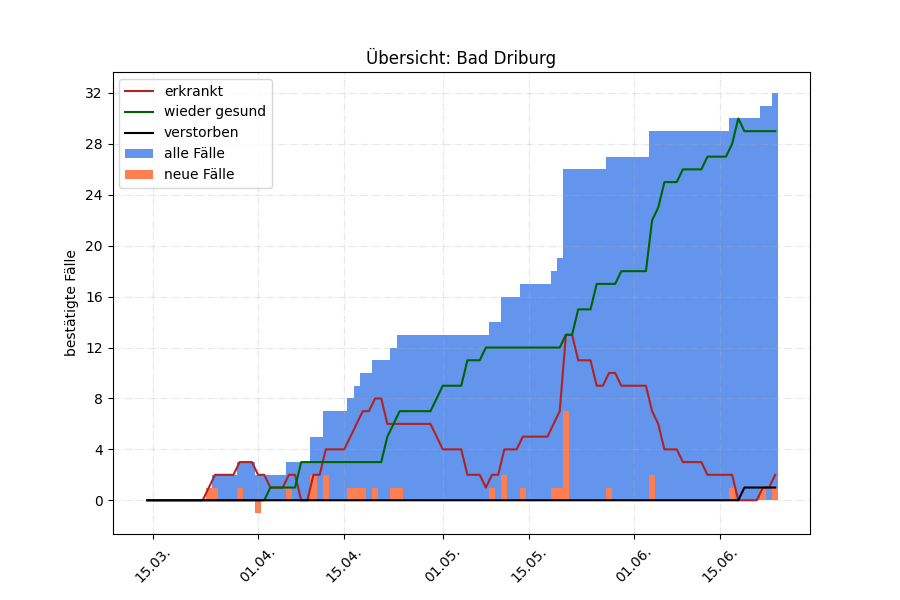 Übersicht: Bad Driburg
erkrankt
wieder gesund
verstorben
alle Fälle
neue Fälle
bestätigte Fälle
32
28
24
20
16
12
8
4
0
15.03.
01.04.
15.04.
01.05.
15.05.
01.06.
15.06.